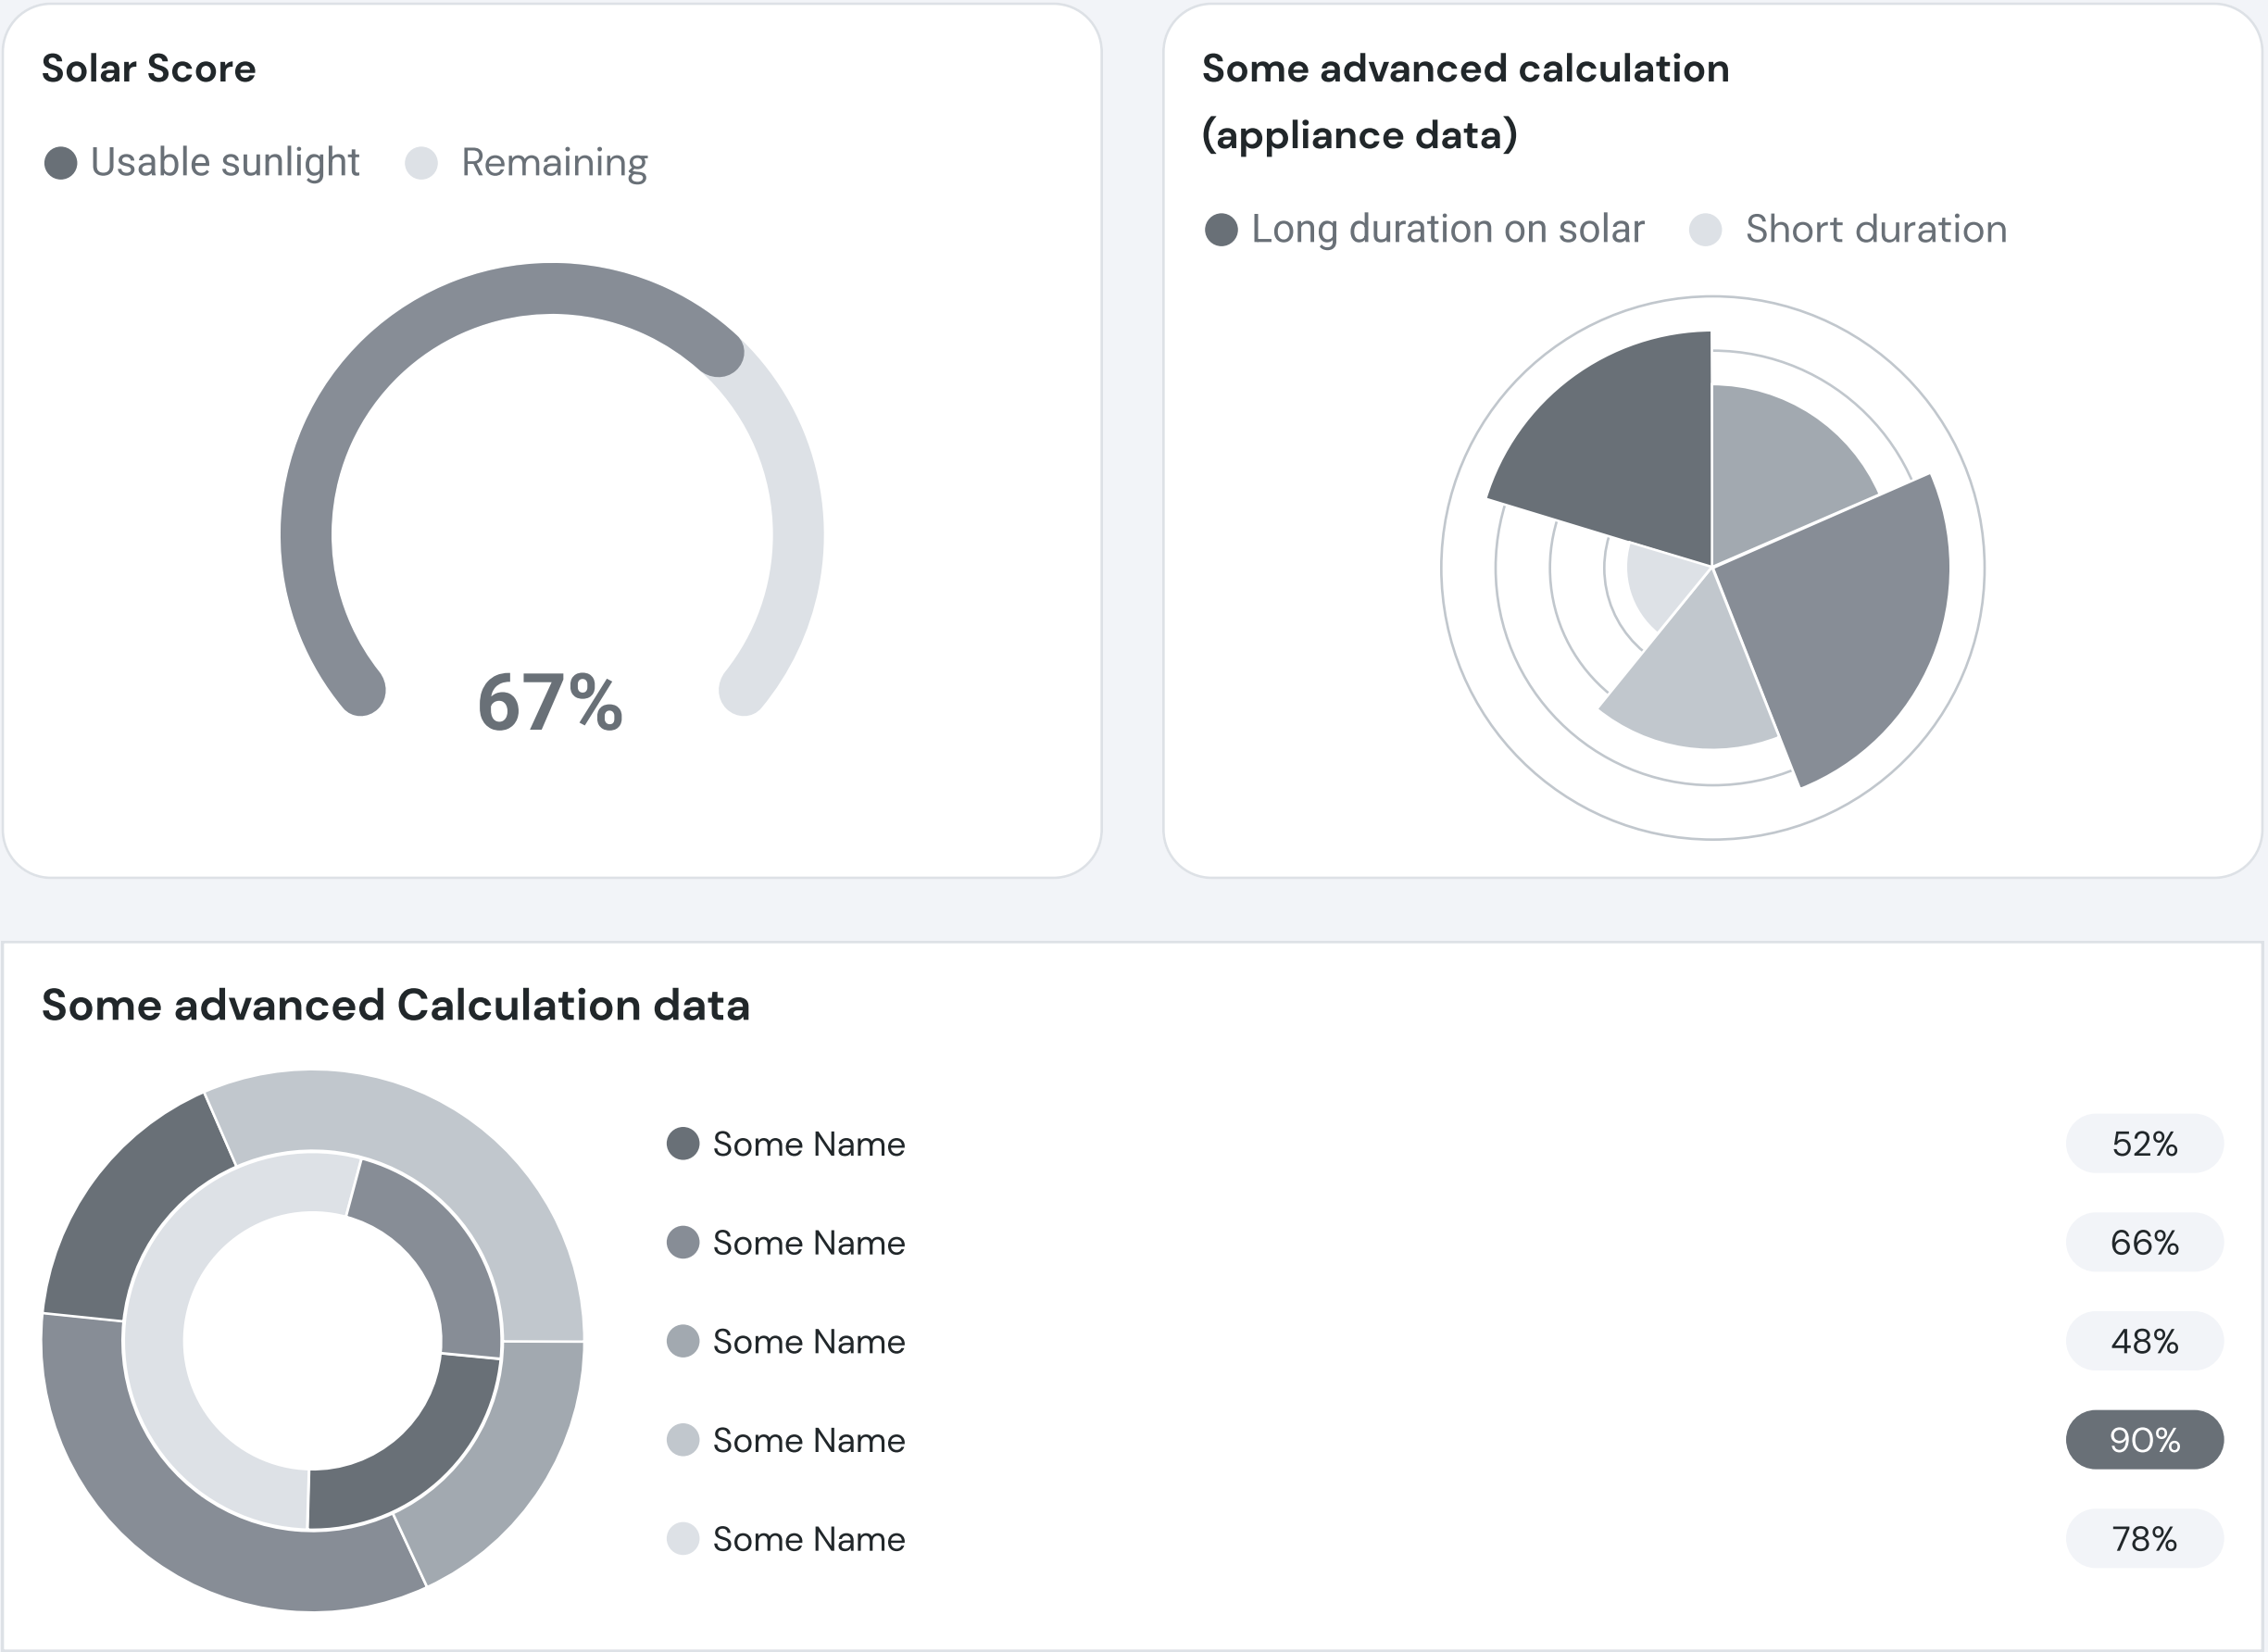 Solar Score
Usable sunlight Remaining
67%
Some advanced calculation
(appliance data)
Long duration on solar Short duration
Some advanced Calculation data
Some Name 52%
Some Name 66%
Some Name 48%
Some Name 90%
Some Name 78%